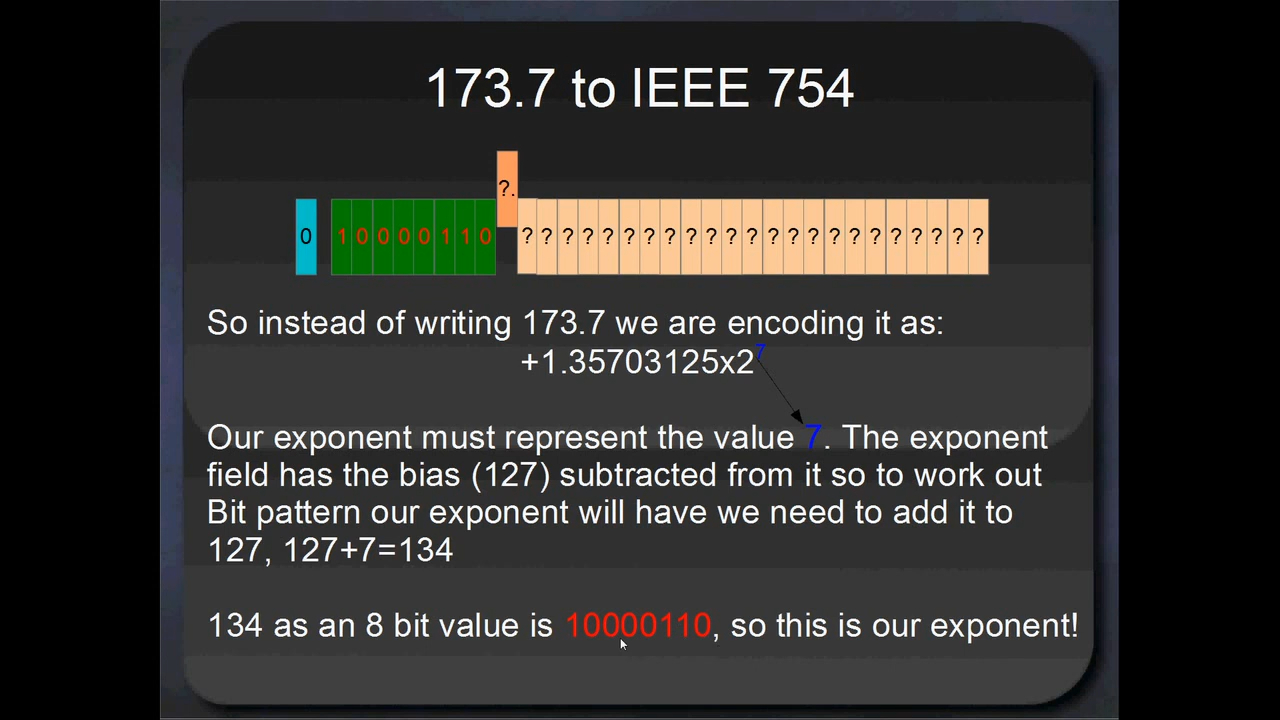 173.7 to IEEE 754
?.
0 1 0 0 0 0 1 1 0 ? ? ? ? ? ? ? ? ? ? ? ? ? ? ? ? ? ? ? ? ? ? ?
So instead of writing 173.7 we are encoding it as:
+1.35703125x2⁷
Our exponent must represent the value 7. The exponent
field has the bias (127) subtracted from it so to work out
Bit pattern our exponent will have we need to add it to
127, 127+7=134
134 as an 8 bit value is 10000110, so this is our exponent!